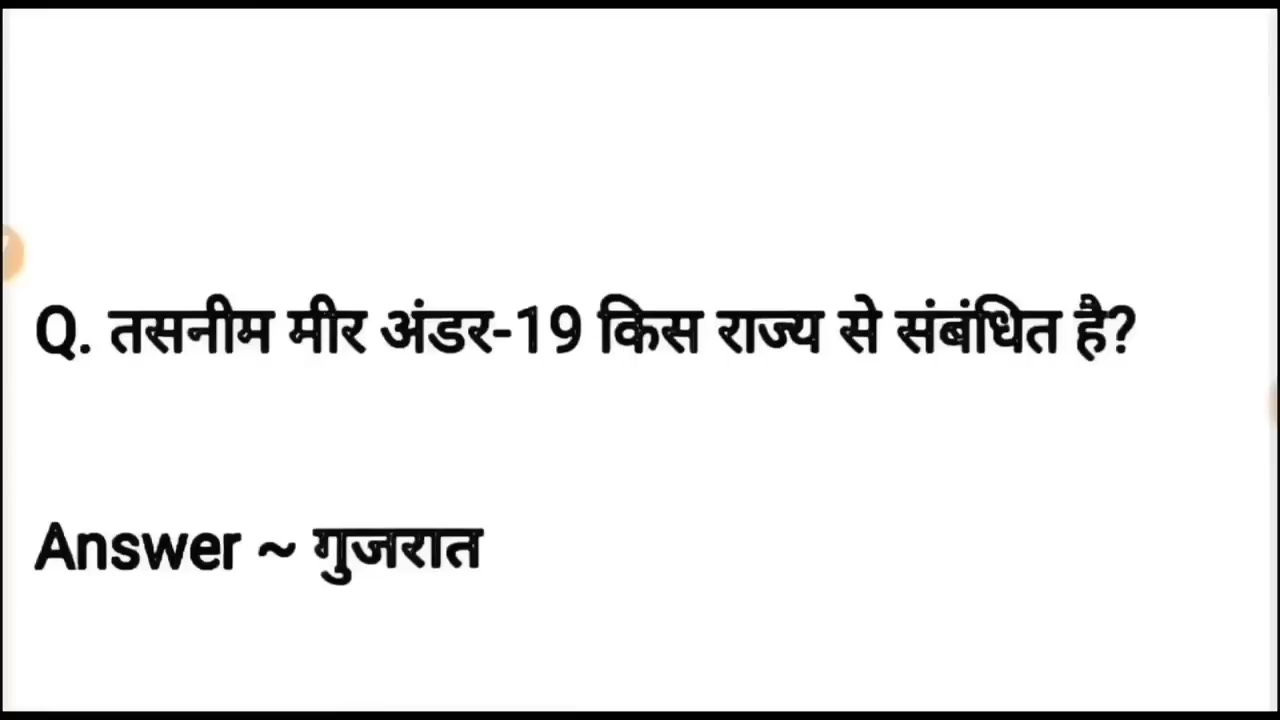 Q. तसनीम मीर अंडर-19 किस राज्य से संबंधित है?
Answer ~ गुजरात